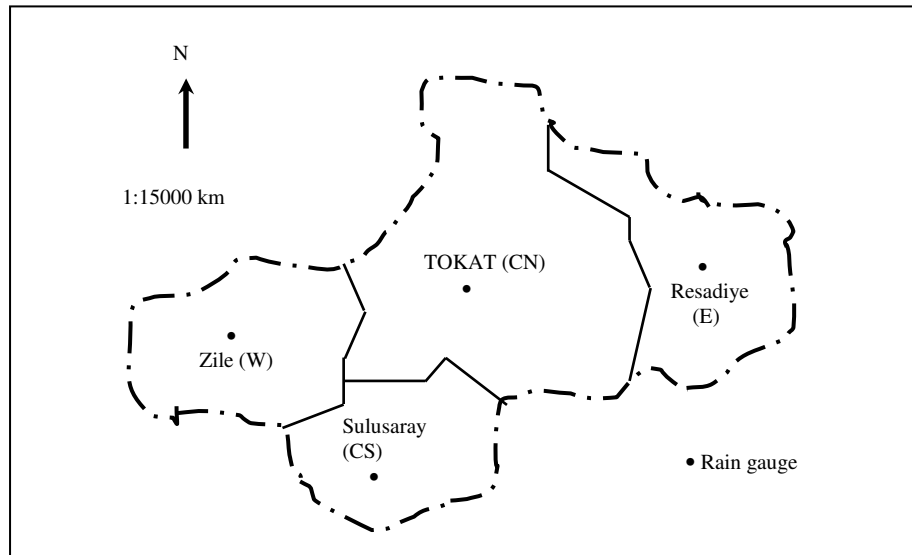 N
1:15000 km
TOKAT (CN)
Resadiye
(E)
Zile (W)
Sulusaray
(CS)
Rain gauge